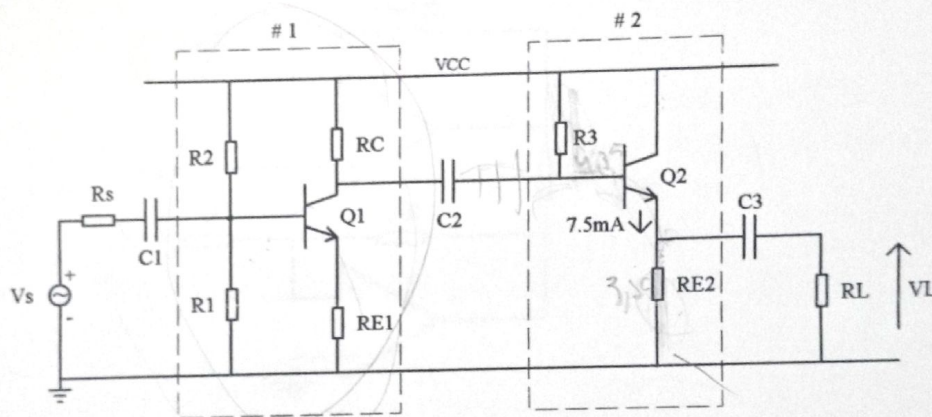 # 1
# 2
VCC
R2
RC
R3
Rs
Q1
Q2
C1
C2
7.5mA
C3
Vs
+
-
R1
RE1
RE2
RL
VL